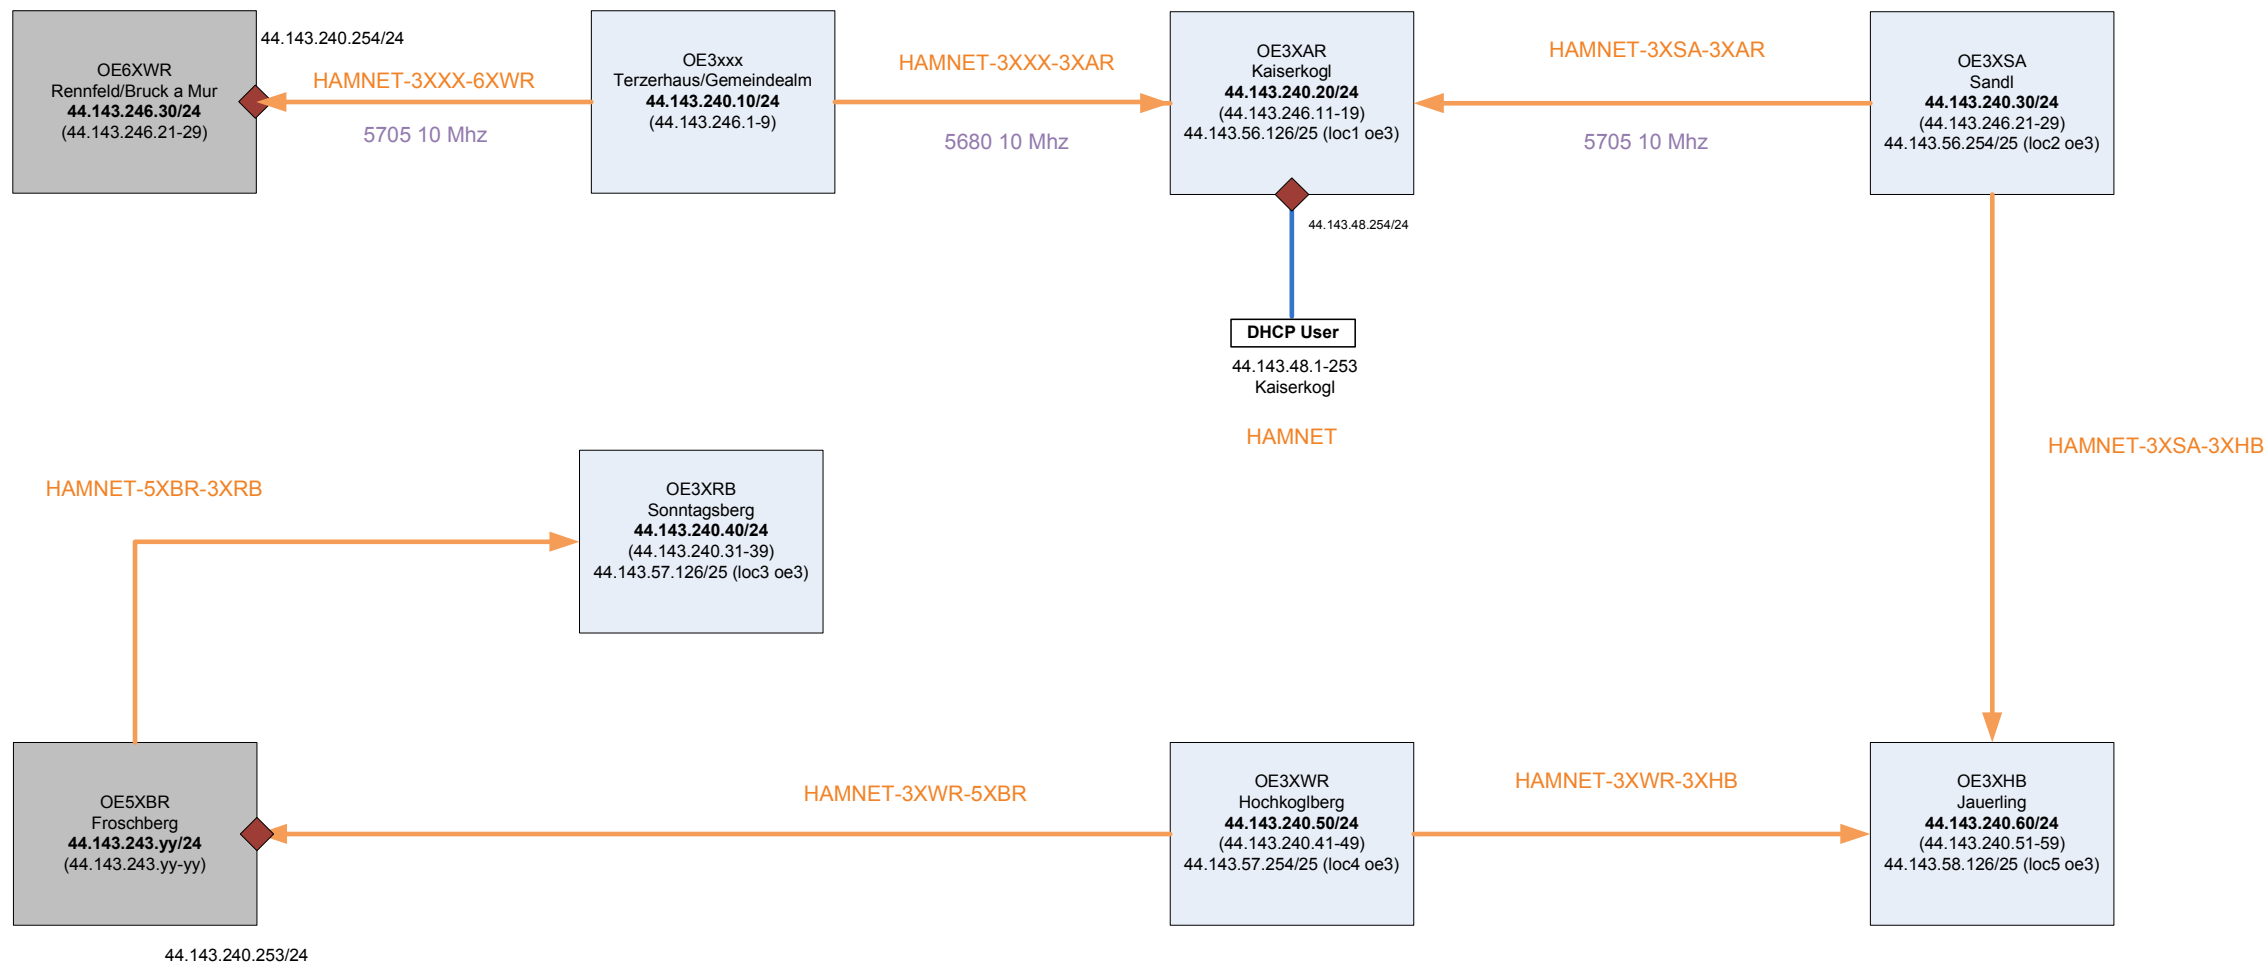 OE6XWR
Rennfeld/Bruck a Mur
44.143.246.30/24
(44.143.246.21-29)
44.143.240.254/24
HAMNET-3XXX-6XWR
5705 10 Mhz
OE3xxx
Terzerhaus/Gemeindealm
44.143.240.10/24
(44.143.246.1-9)
HAMNET-3XXX-3XAR
5680 10 Mhz
OE3XAR
Kaiserkogl
44.143.240.20/24
(44.143.246.11-19)
44.143.56.126/25 (loc1 oe3)
HAMNET-3XSA-3XAR
5705 10 Mhz
OE3XSA
Sandl
44.143.240.30/24
(44.143.246.21-29)
44.143.56.254/25 (loc2 oe3)
44.143.48.254/24
DHCP User
44.143.48.1-253
Kaiserkogl
HAMNET
HAMNET-3XSA-3XHB
HAMNET-5XBR-3XRB
OE3XRB
Sonntagsberg
44.143.240.40/24
(44.143.240.31-39)
44.143.57.126/25 (loc3 oe3)
OE5XBR
Froschberg
44.143.243.yy/24
(44.143.243.yy-yy)
44.143.240.253/24
HAMNET-3XWR-5XBR
OE3XWR
Hochkoglberg
44.143.240.50/24
(44.143.240.41-49)
44.143.57.254/25 (loc4 oe3)
HAMNET-3XWR-3XHB
OE3XHB
Jauerling
44.143.240.60/24
(44.143.240.51-59)
44.143.58.126/25 (loc5 oe3)